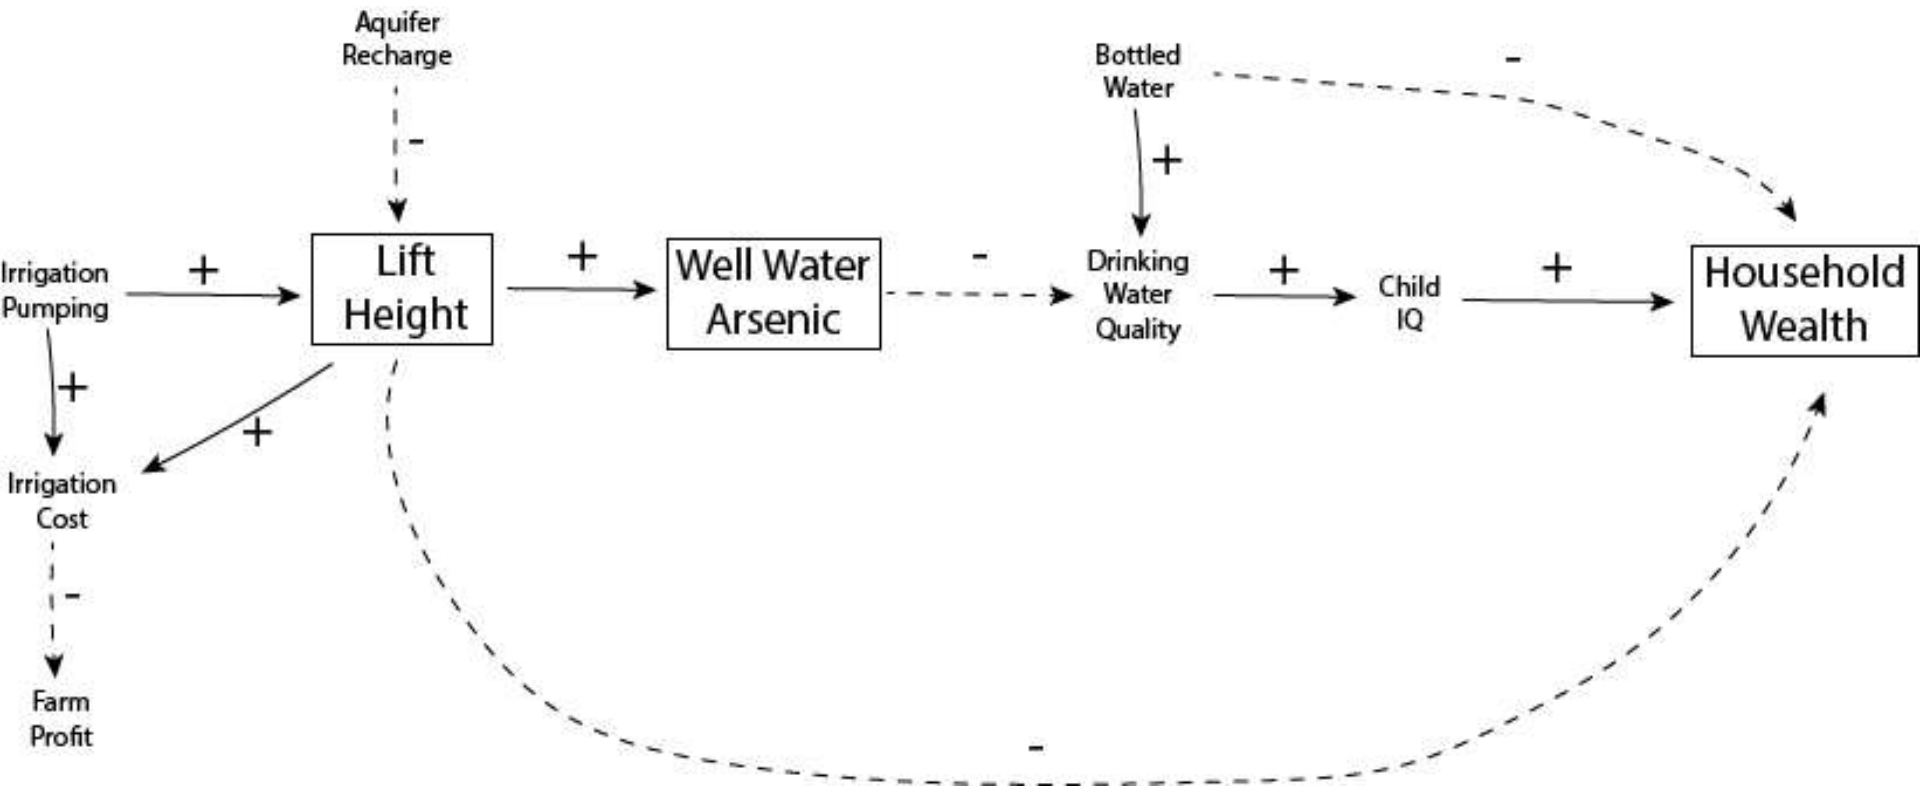 Aquifer
Recharge
-
Bottled
Water
-
+
Irrigation
Pumping
+
Lift
Height
+
Well Water
Arsenic
-
Drinking
Water
Quality
+
Child
IQ
+
Household
Wealth
+
+
Irrigation
Cost
-
Farm
Profit
-